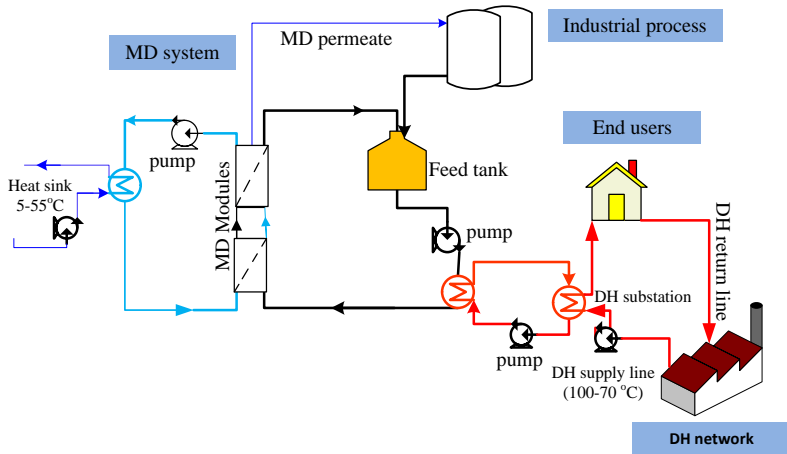 MD system
MD permeate
Industrial process
End users
pump
Feed tank
Heat sink
5-55°C
MD Modules
pump
DH return line
DH substation
pump
DH supply line
(100-70 °C)
DH network